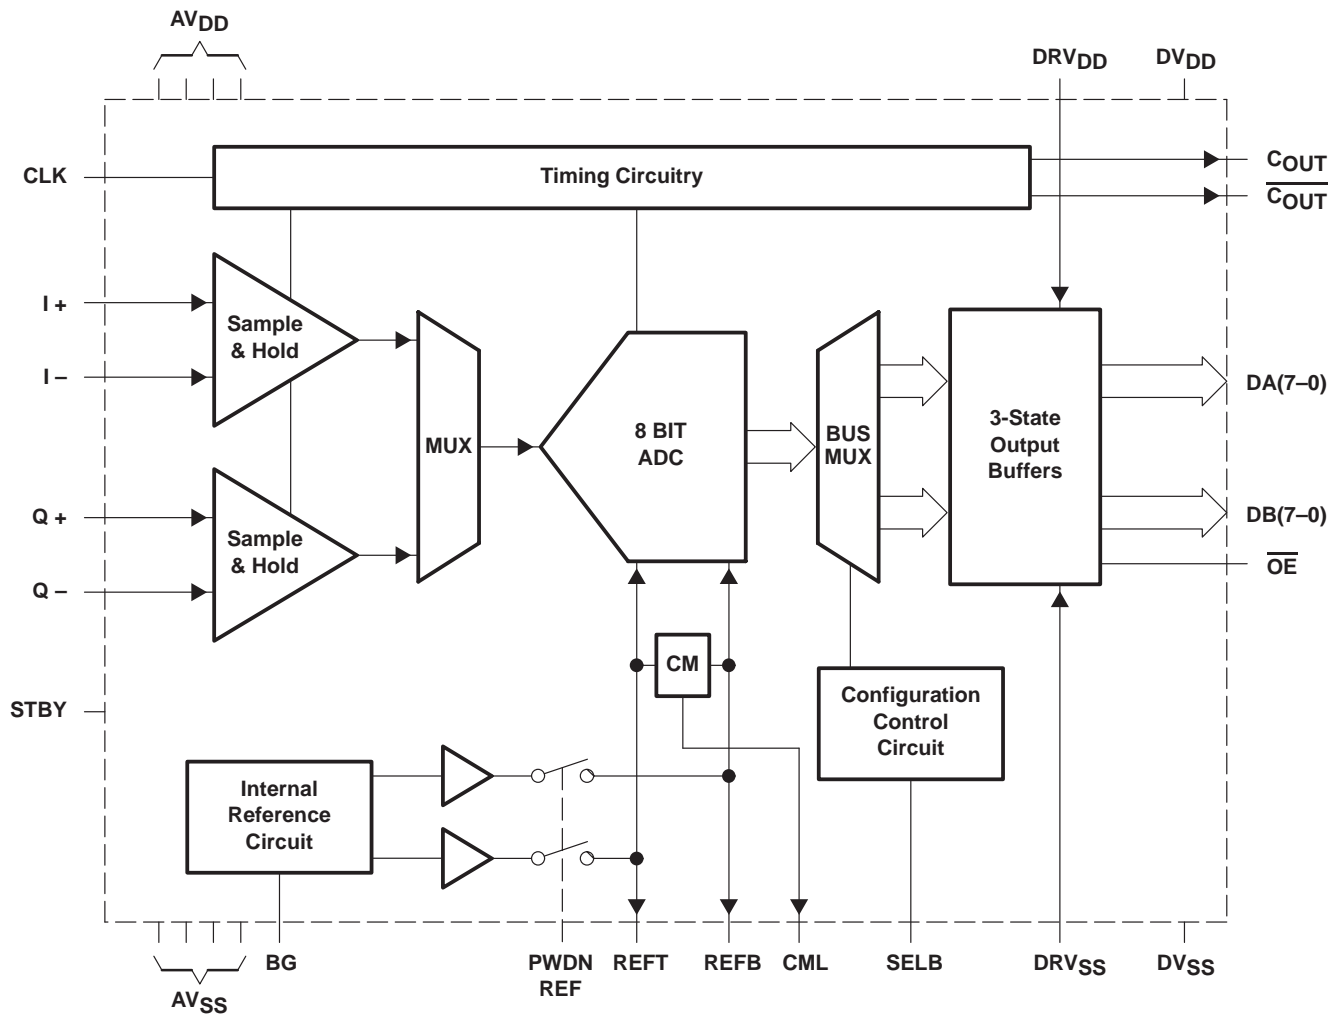 AVDD
DRVDD
DVDD
CLK
Timing Circuitry
COUT
COUT
I +
I –
Sample
& Hold
Q +
Q –
Sample
& Hold
MUX
8 BIT
ADC
BUS
MUX
3-State
Output
Buffers
DA(7–0)
DB(7–0)
OE
CM
STBY
Configuration
Control
Circuit
Internal
Reference
Circuit
BG
PWDN
REF
REFT
REFB
CML
SELB
DRVSS
DVSS
AVSS